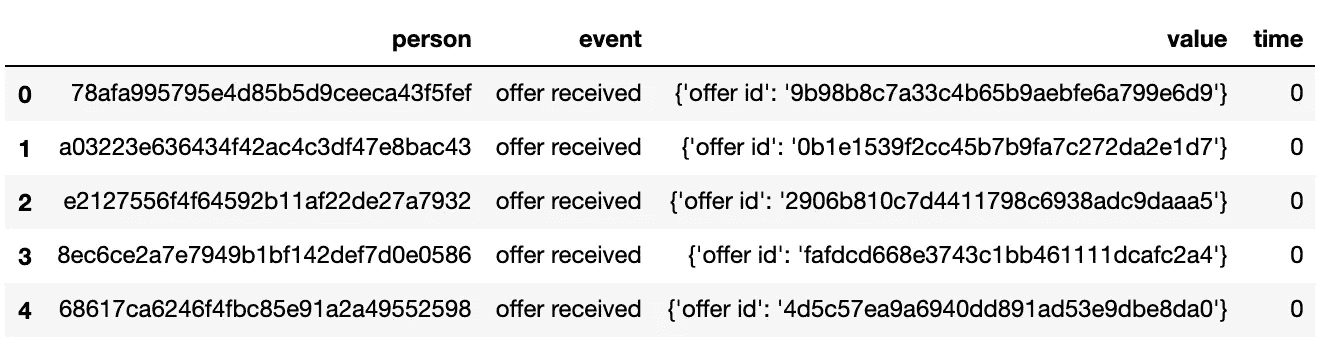 person event value time
0 78afa995795e4d85b5d9ceeca43f5fef offer received {'offer id': '9b98b8c7a33c4b65b9aebfe6a799e6d9'} 0
1 a03223e636434f42ac4c3df47e8bac43 offer received {'offer id': '0b1e1539f2cc45b7b9fa7c272da2e1d7'} 0
2 e2127556f4f64592b11af22de27a7932 offer received {'offer id': '2906b810c7d4411798c6938adc9daaa5'} 0
3 8ec6ce2a7e7949b1bf142def7d0e0586 offer received {'offer id': 'fafdcd668e3743c1bb461111dcafc2a4'} 0
4 68617ca6246f4fbc85e91a2a49552598 offer received {'offer id': '4d5c57ea9a6940dd891ad53e9dbe8da0'} 0